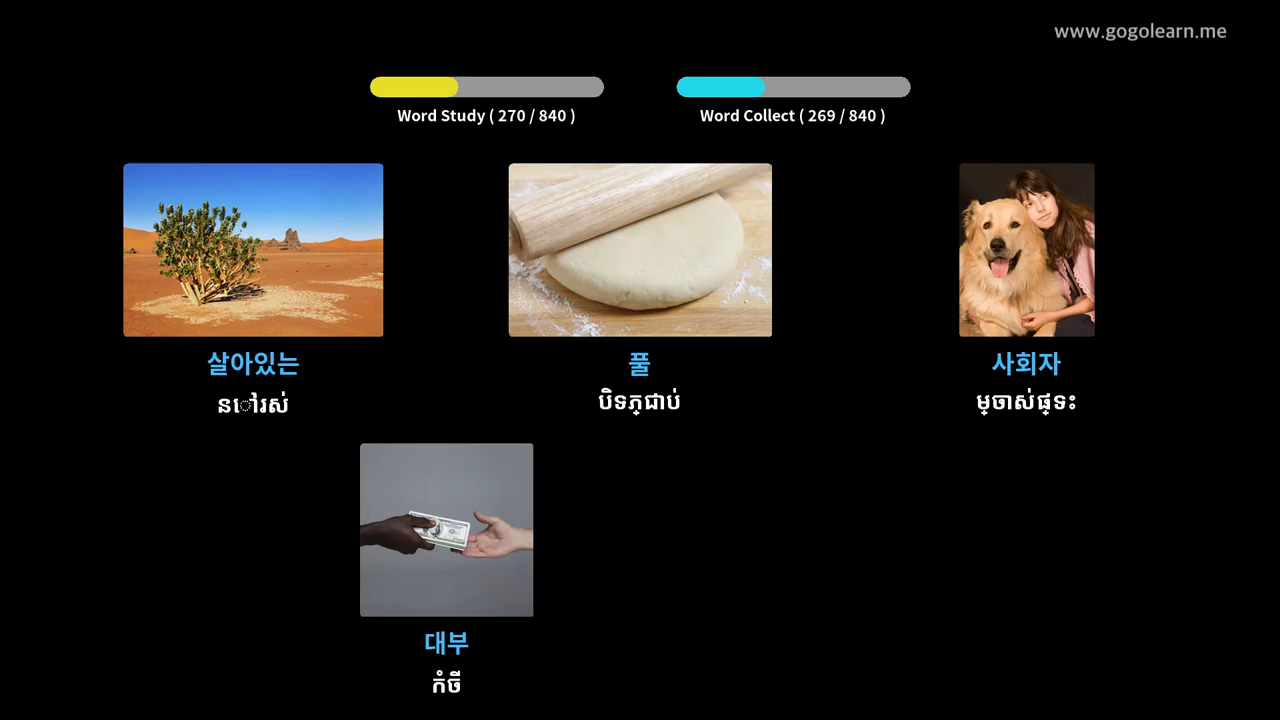 www.gogolearn.me
Word Study ( 270 / 840 )
Word Collect ( 269 / 840 )
살아있는
풀
사회자
នៅរស់
បិទភ្ជាប់
ម្ចាស់ផ្ទះ
대부
កំចី